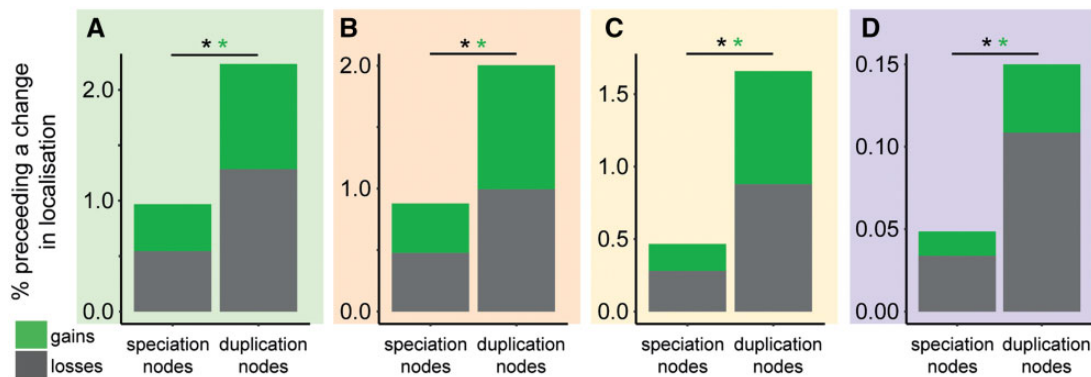 A
B
C
D
* *
* *
* *
* *
% preceeding a change
in localisation
2.0
1.0
0.0
2.0
1.0
0.0
1.5
1.0
0.5
0.0
0.15
0.10
0.05
0.00
gains
losses
speciation
nodes
duplication
nodes
speciation
nodes
duplication
nodes
speciation
nodes
duplication
nodes
speciation
nodes
duplication
nodes